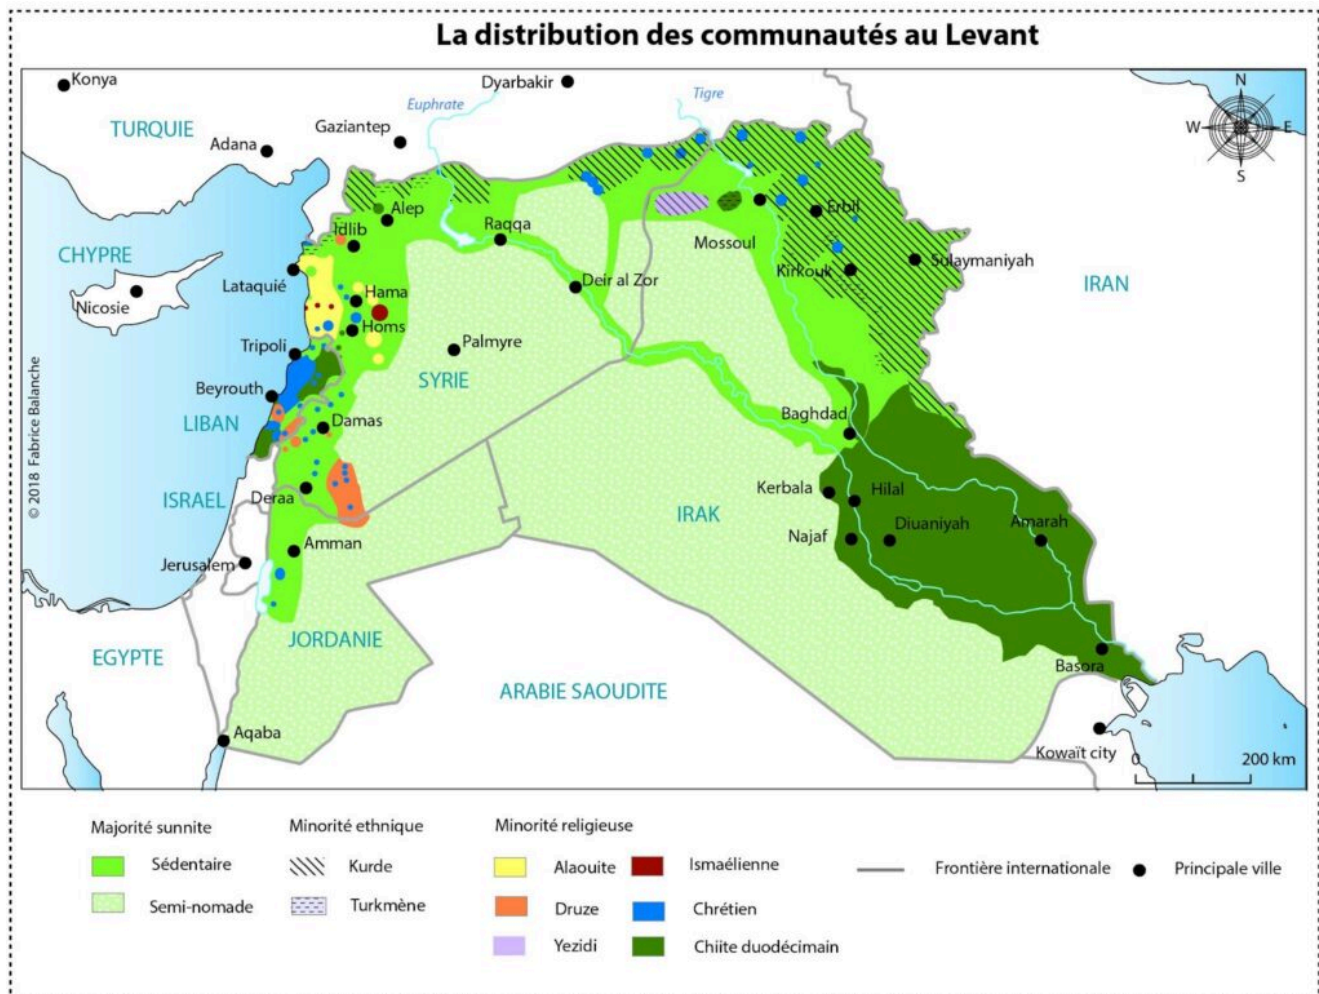 La distribution des communautés au Levant
Konya
Dyarbakir
N
Euphrate
Tigre
TURQUIE
Gaziantep
W
E
Adana
S
Alep
Erbil
Idlib
Raqqa
Mossoul
CHYPRE
Sulaymaniyah
Kirkouk
Lataquié
Deir al Zor
IRAN
Nicosie
Hama
Homs
Tripoli
Palmyre
SYRIE
Beyrouth
Baghdad
LIBAN
Damas
© 2018 Fabrice Balanche
Kerbala
Hilal
ISRAEL
Deraa
IRAK
Diuaniyah
Amarah
Najaf
Amman
Jerusalem
JORDANIE
EGYPTE
Basora
ARABIE SAOUDITE
Aqaba
Kowaït city
0
200 km
Majorité sunnite
Minorité ethnique
Minorité religieuse
Sédentaire
Kurde
Alaouite
Ismaélienne
Frontière internationale
Principale ville
Semi-nomade
Turkmène
Druze
Chrétien
Yezidi
Chiite duodécimain